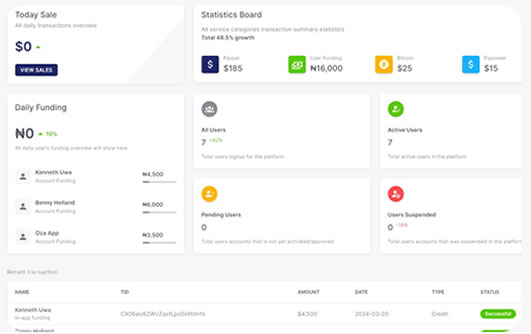 Today Sale
All daily transactions overview
$0
VIEW SALES
Statistics Board
All service categories transaction summary statistics
Total 48.5% growth
Paypal
$185
User Funding
₦16,000
Bitcoin
$25
Payoneer
$15
Daily Funding
₦0 10%
All daily user's funding overview will show here
Kenneth Uwa
Account Funding
₦4,500
Benny Holland
Account Funding
₦6,000
Oza App
Account Funding
₦3,500
All Users
7 +42%
Total users signup for the platform
Active Users
7
Total active users in the platform
Pending Users
0
Total users accounts that is not yet activated/approved
Users Suspended
0 -18%
Total users accounts that was suspended in the platform
Recent transaction
NAME TID AMOUNT DATE TYPE STATUS
Kenneth Uwa
In-app funding
$4,500 2024-03-20 Credit Successful